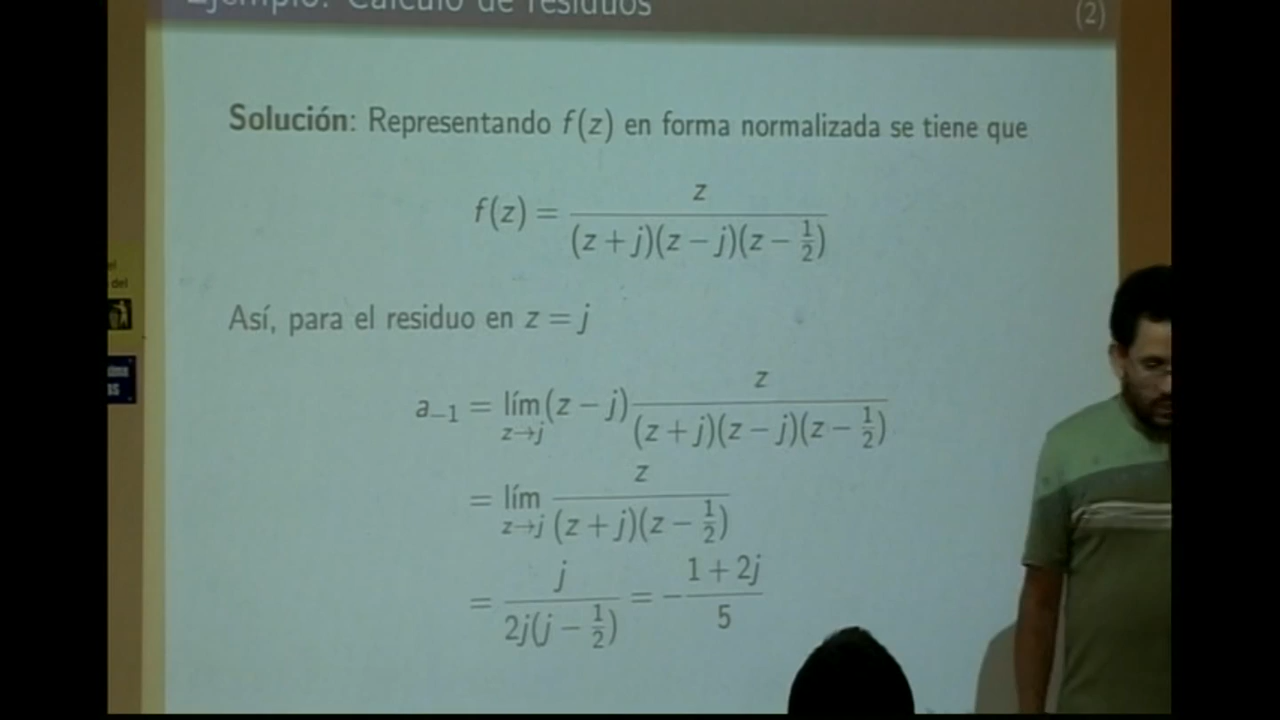 Ejemplo: Cálculo de residuos
(2)
Solución: Representando f(z) en forma normalizada se tiene que
f(z) = z / ((z + j)(z − j)(z − 1/2))
Así, para el residuo en z = j
a₋₁ = lím_{z→j} (z − j) z / ((z + j)(z − j)(z − 1/2))
= lím_{z→j} z / ((z + j)(z − 1/2))
= j / (2j(j − 1/2)) = − (1 + 2j) / 5
del